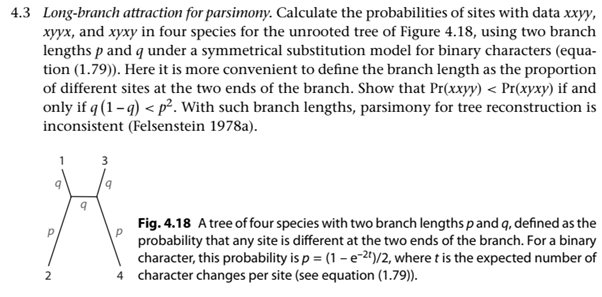 4.3 Long-branch attraction for parsimony. Calculate the probabilities of sites with data xxyy,
xyyx, and xyxy in four species for the unrooted tree of Figure 4.18, using two branch
lengths p and q under a symmetrical substitution model for binary characters (equa-
tion (1.79)). Here it is more convenient to define the branch length as the proportion
of different sites at the two ends of the branch. Show that Pr(xxyy) < Pr(xyxy) if and
only if q (1 – q) < p². With such branch lengths, parsimony for tree reconstruction is
inconsistent (Felsenstein 1978a).
1 3
q q
q
p p
2 4
Fig. 4.18 A tree of four species with two branch lengths p and q, defined as the
probability that any site is different at the two ends of the branch. For a binary
character, this probability is p = (1 – e⁻²ᵗ)/2, where t is the expected number of
character changes per site (see equation (1.79)).